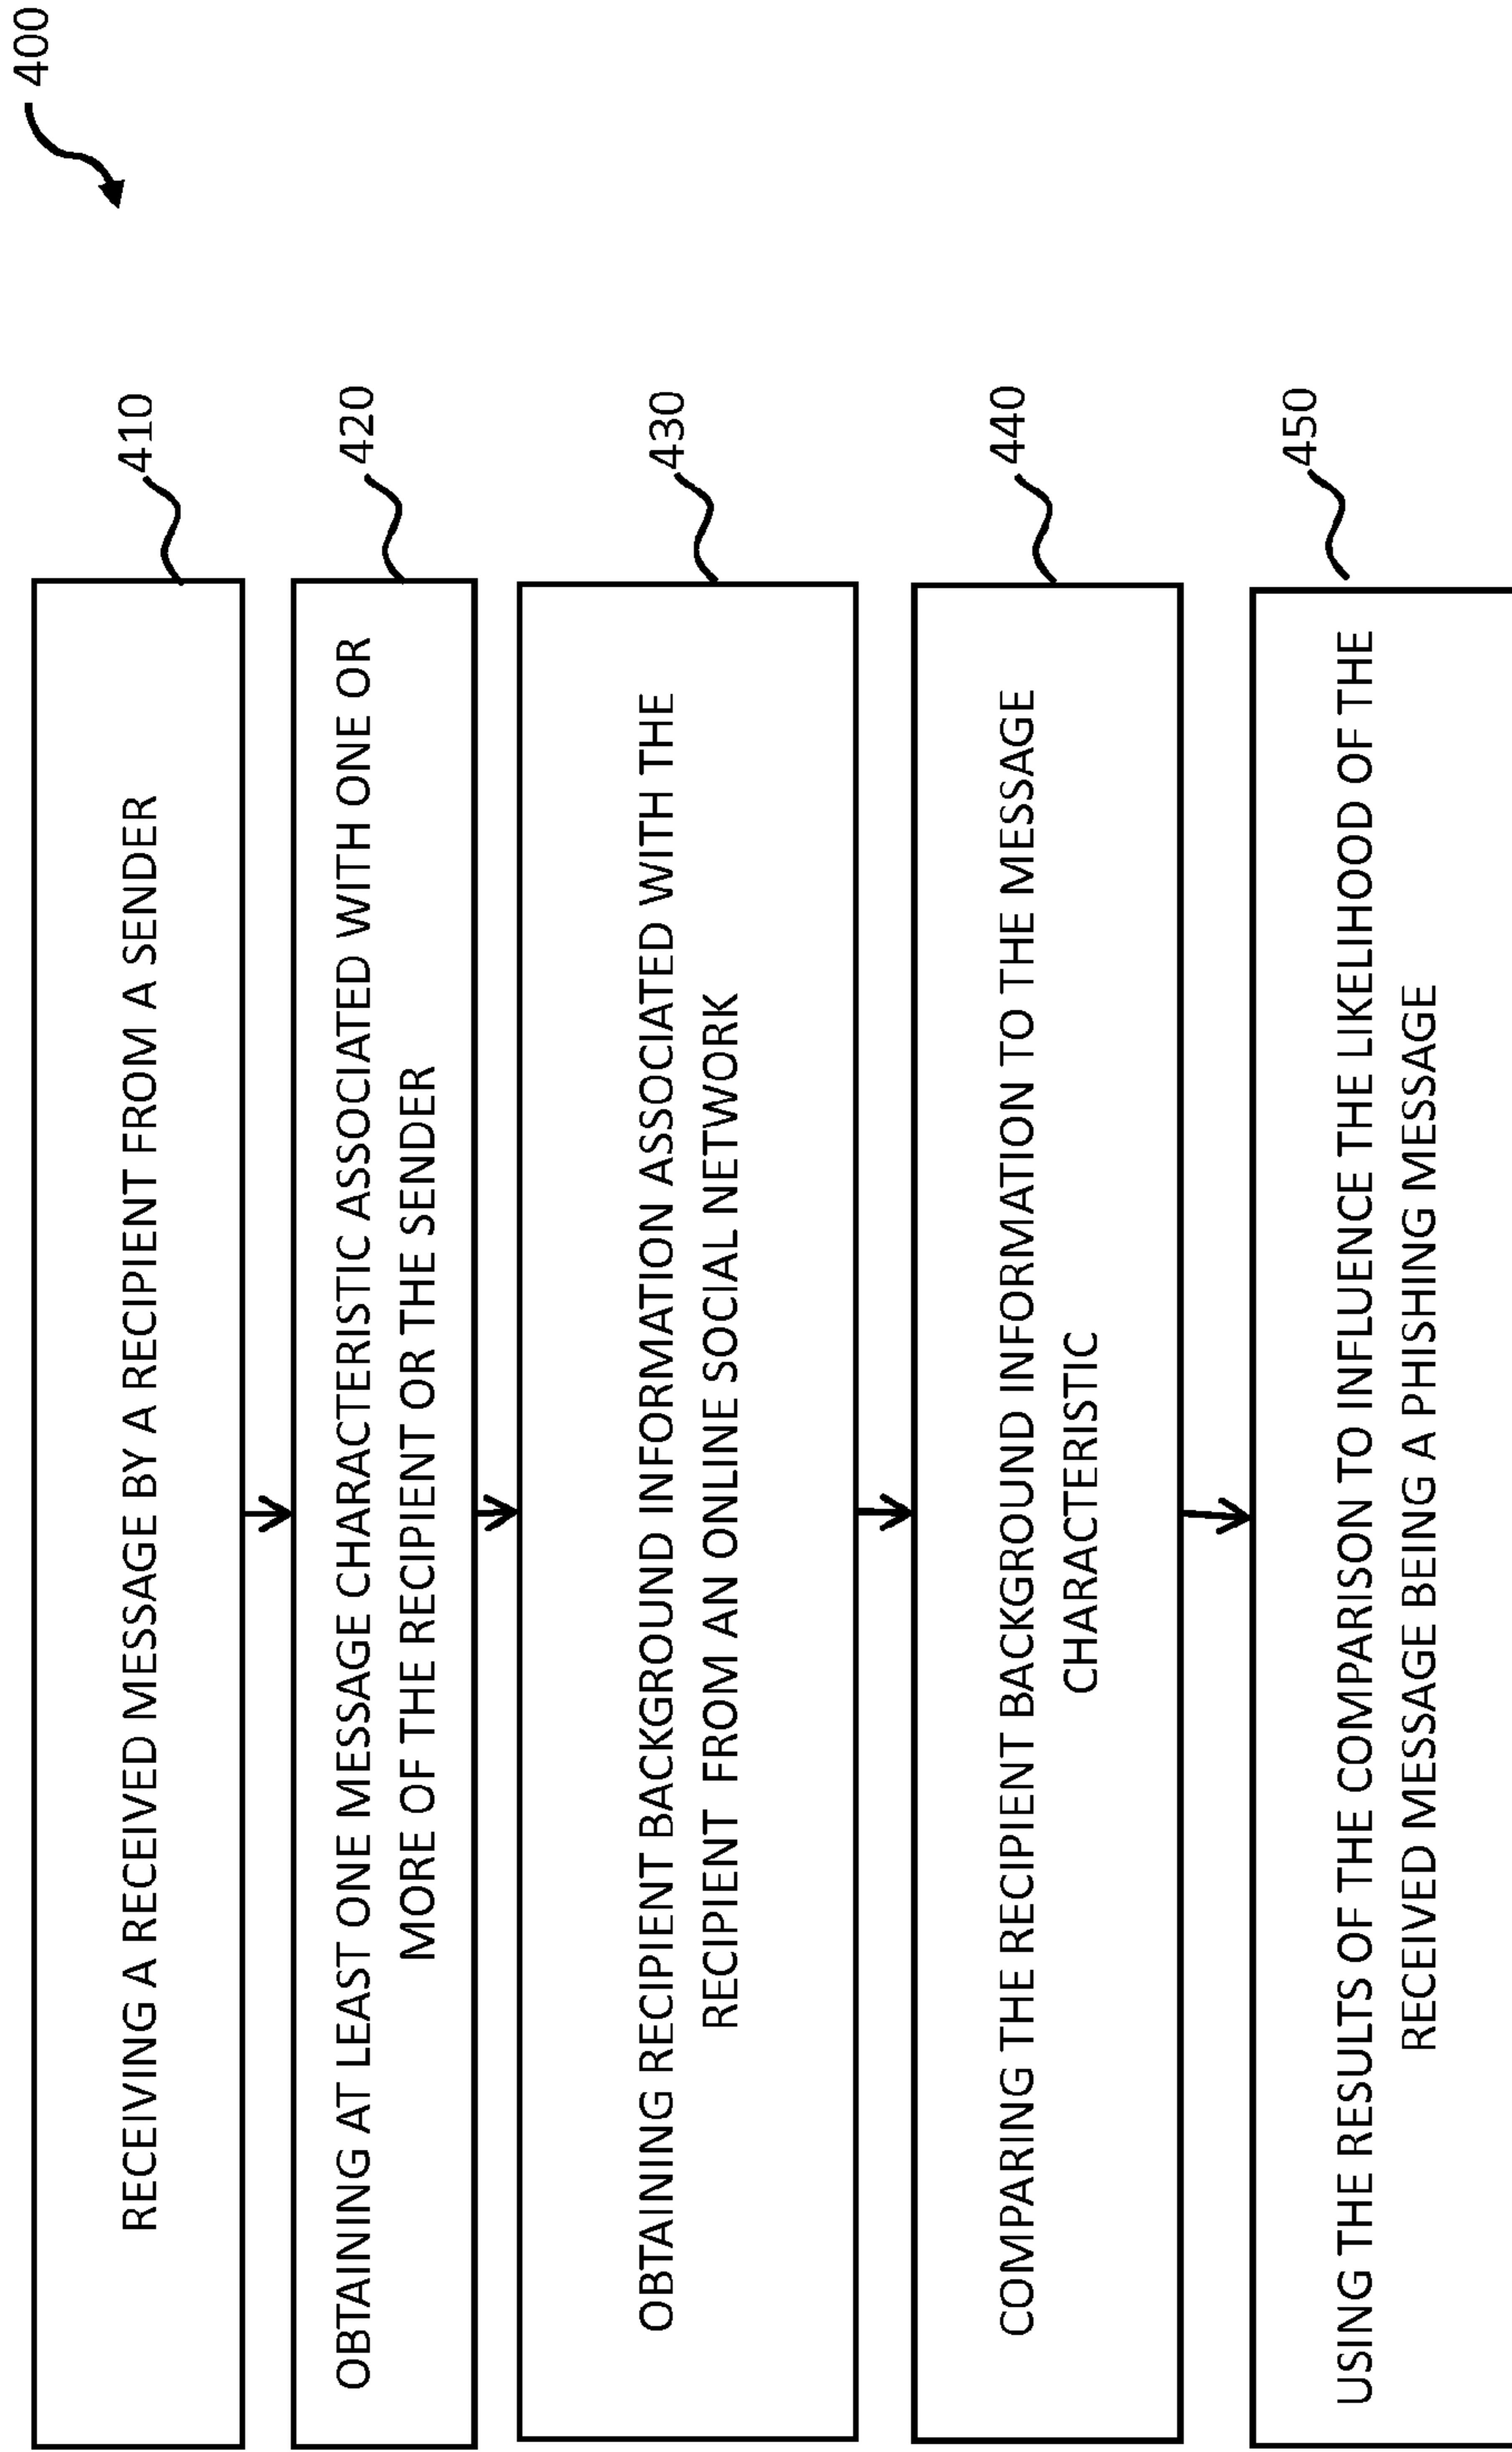 400
RECEIVING A RECEIVED MESSAGE BY A RECIPIENT FROM A SENDER
410
OBTAINING AT LEAST ONE MESSAGE CHARACTERISTIC ASSOCIATED WITH ONE OR
MORE OF THE RECIPIENT OR THE SENDER
420
OBTAINING RECIPIENT BACKGROUND INFORMATION ASSOCIATED WITH THE
RECIPIENT FROM AN ONLINE SOCIAL NETWORK
430
COMPARING THE RECIPIENT BACKGROUND INFORMATION TO THE MESSAGE
CHARACTERISTIC
440
USING THE RESULTS OF THE COMPARISON TO INFLUENCE THE LIKELIHOOD OF THE
RECEIVED MESSAGE BEING A PHISHING MESSAGE
450